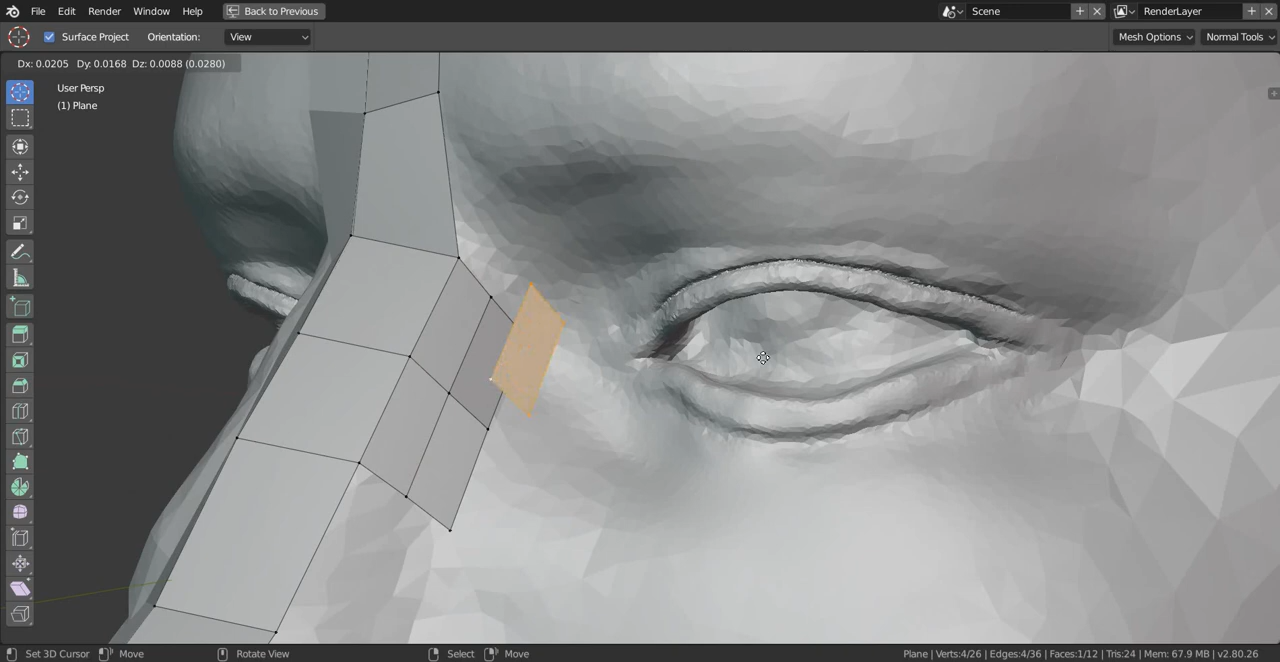 File Edit Render Window Help Back to Previous Scene RenderLayer
Surface Project Orientation: View Mesh Options Normal Tools
Dx: 0.0205 Dy: 0.0168 Dz: 0.0088 (0.0280)
User Persp
(1) Plane
Set 3D Cursor Move Rotate View Select Move Plane | Verts:4/26 | Edges:4/36 | Faces:1/12 | Tris:24 | Mem: 67.9 MB | v2.80.26